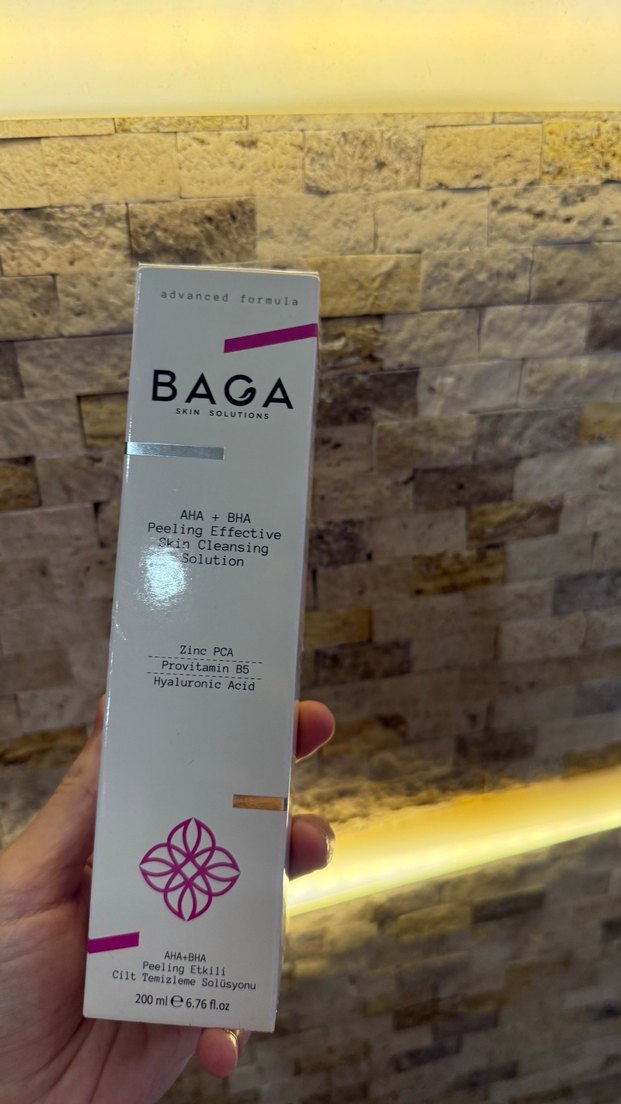 advanced formula
BAGA
SKIN SOLUTIONS
AHA + BHA
Peeling Effective
Skin Cleansing
Solution
Zinc PCA
Provitamin B5
Hyaluronic Acid
AHA+BHA
Peeling Etkili
Cilt Temizleme Solüsyonu
200 ml ℮ 6.76 fl.oz